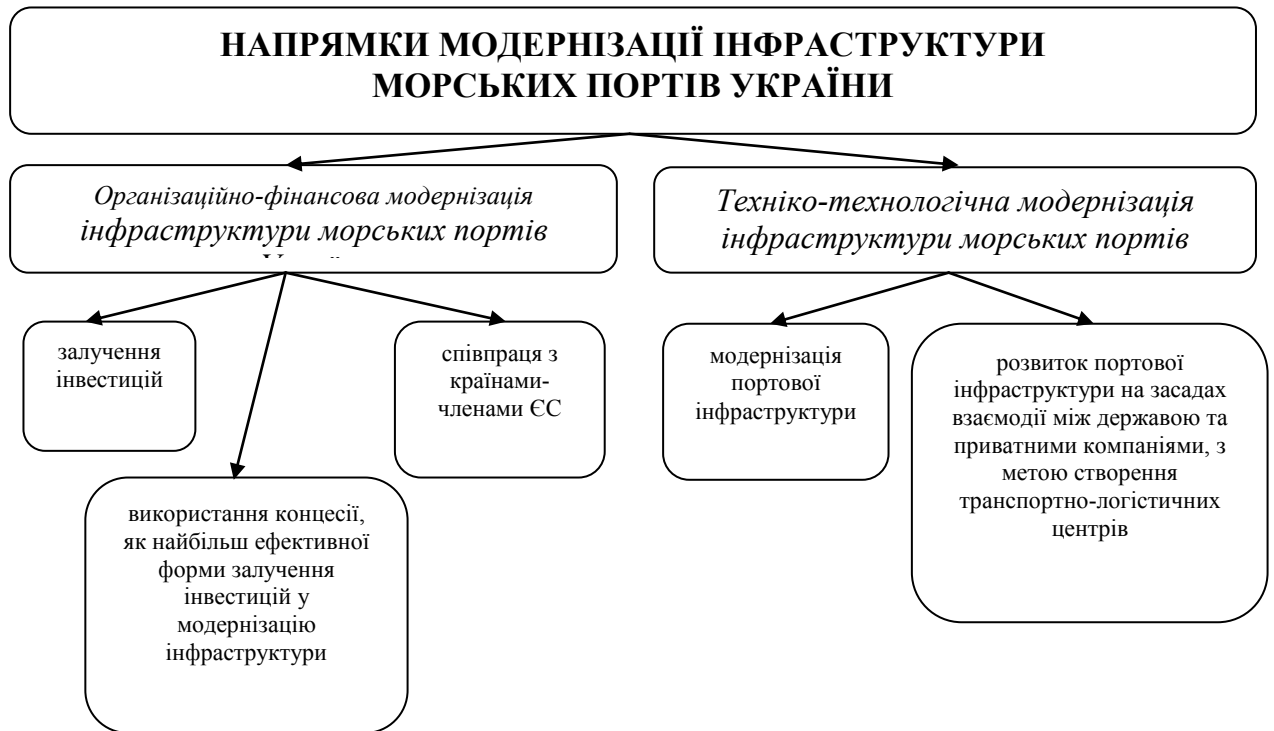 НАПРЯМКИ МОДЕРНІЗАЦІЇ ІНФРАСТРУКТУРИ
МОРСЬКИХ ПОРТІВ УКРАЇНИ
Організаційно-фінансова модернізація
інфраструктури морських портів
Техніко-технологічна модернізація
інфраструктури морських портів
залучення
інвестицій
співпраця з
країнами-
членами ЄС
модернізація
портової
інфраструктури
розвиток портової
інфраструктури на засадах
взаємодії між державою та
приватними компаніями, з
метою створення
транспортно-логістичних
центрів
використання концесії,
як найбільш ефективної
форми залучення
інвестицій у
модернізацію
інфраструктури